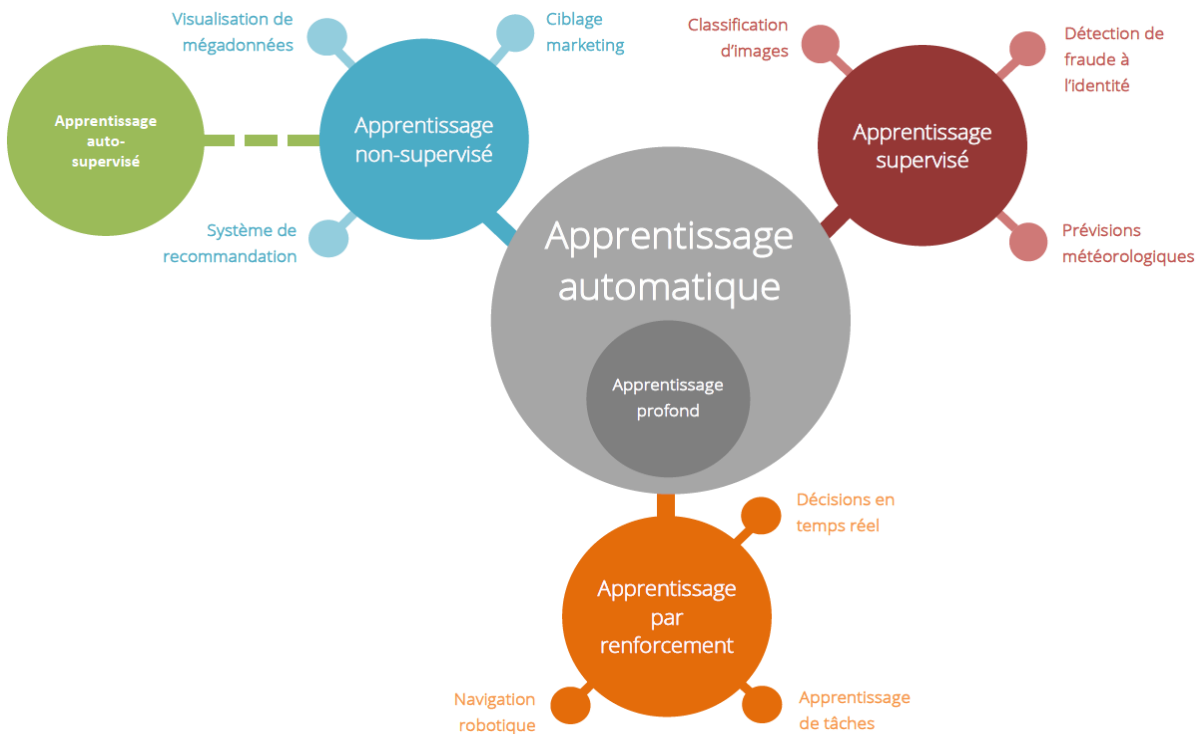 Visualisation de
mégadonnées
Ciblage
marketing
Apprentissage
auto-
supervisé
Apprentissage
non-supervisé
Système de
recommandation
Classification
d’images
Détection de
fraude à
l’identité
Apprentissage
supervisé
Prévisions
météorologiques
Apprentissage
automatique
Apprentissage
profond
Décisions en
temps réel
Apprentissage
par
renforcement
Navigation
robotique
Apprentissage
de tâches